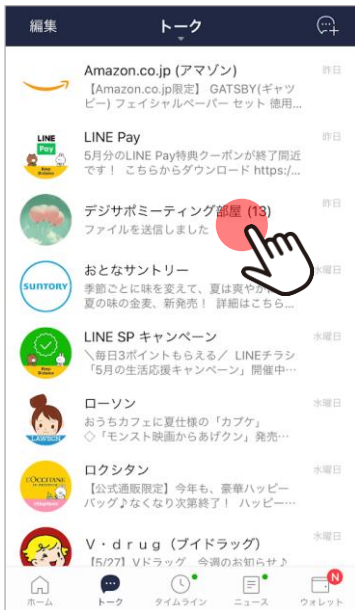 編集
トーク
Amazon.co.jp (アマゾン)
昨日
【Amazon.co.jp限定】 GATSBY(ギャツ
ビー) フェイシャルペーパー セット 徳用...
LINE
Pay
LINE Pay
昨日
5月分のLINE Pay特典クーポンが終了間近
です！ こちらからダウンロード https:/...
デジサポミーティング部屋 (13)
昨日
ファイルを送信しました
SUNTORY
おとなサントリー
水曜日
季節ごとに味を変えて、夏は爽やか
夏の味の金麦、新発売！ 詳細はこちら...
LINE SP キャンペーン
水曜日
＼毎日3ポイントもらえる／ LINEチラシ
「5月の生活応援キャンペーン」開催中…
LAWSON
ローソン
水曜日
おうちカフェに夏仕様の「カプケ」
◇「モンスト映画からあげクン」発売…
L'OCCITANE
ロクシタン
水曜日
【公式通販限定】今年も、豪華ハッピー
バッグ♪なくなり次第終了！ ハッピー…
Ｖ・ｄｒｕｇ（ブイドラッグ)
水曜日
【5/27】Vドラッグ 今週のお知らせ♪
N
ホーム
トーク
タイムライン
ニュース
ウォレット